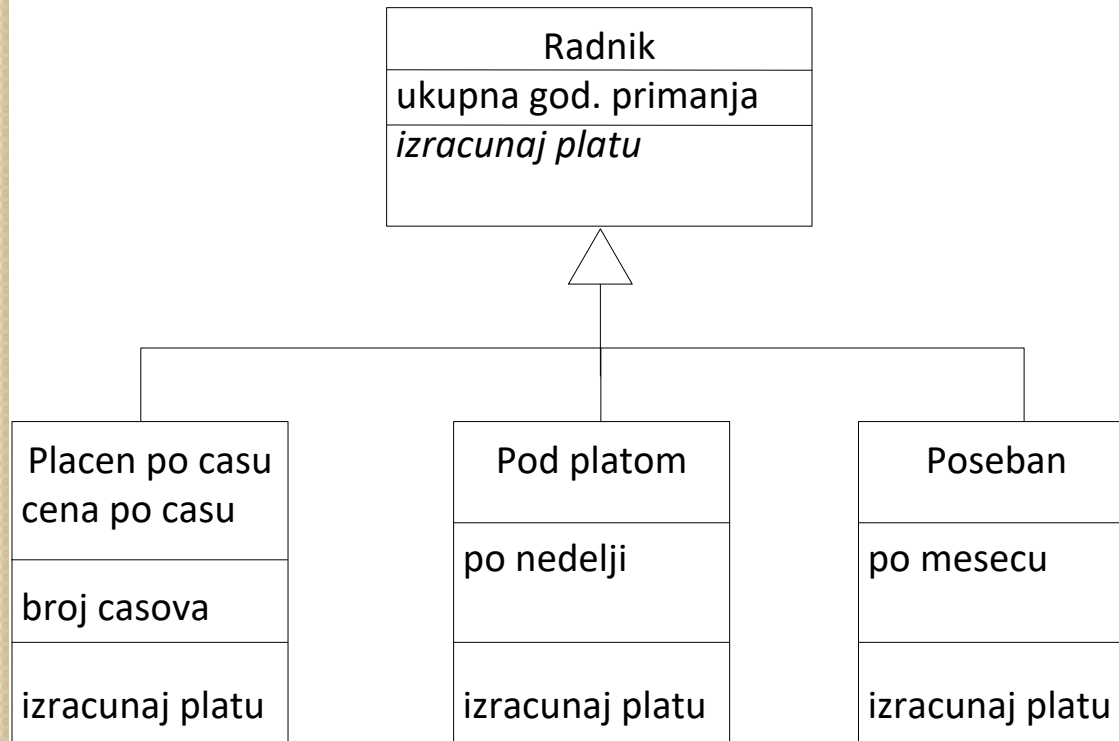 Radnik
ukupna god. primanja
izracunaj platu
Placen po casu
cena po casu
broj casova
izracunaj platu
Pod platom
po nedelji
izracunaj platu
Poseban
po mesecu
izracunaj platu